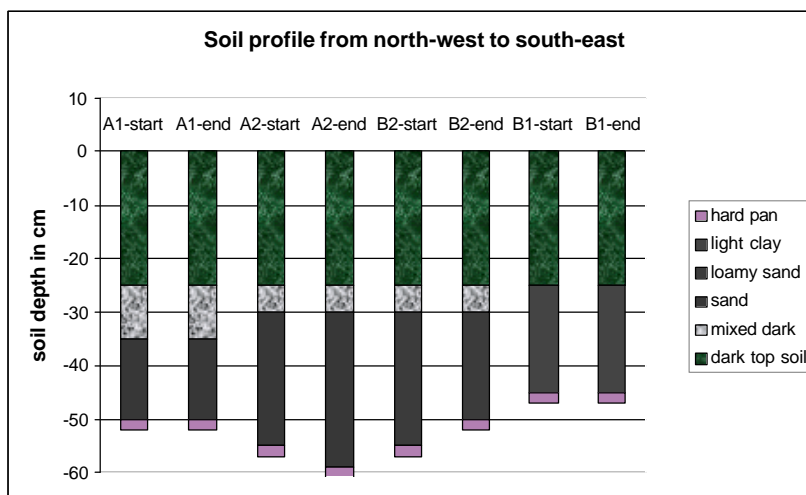 Soil profile from north-west to south-east
10
A1-start A1-end A2-start A2-end B2-start B2-end B1-start B1-end
0
-10
-20
-30
-40
-50
-60
soil depth in cm
hard pan
light clay
loamy sand
sand
mixed dark
dark top soil